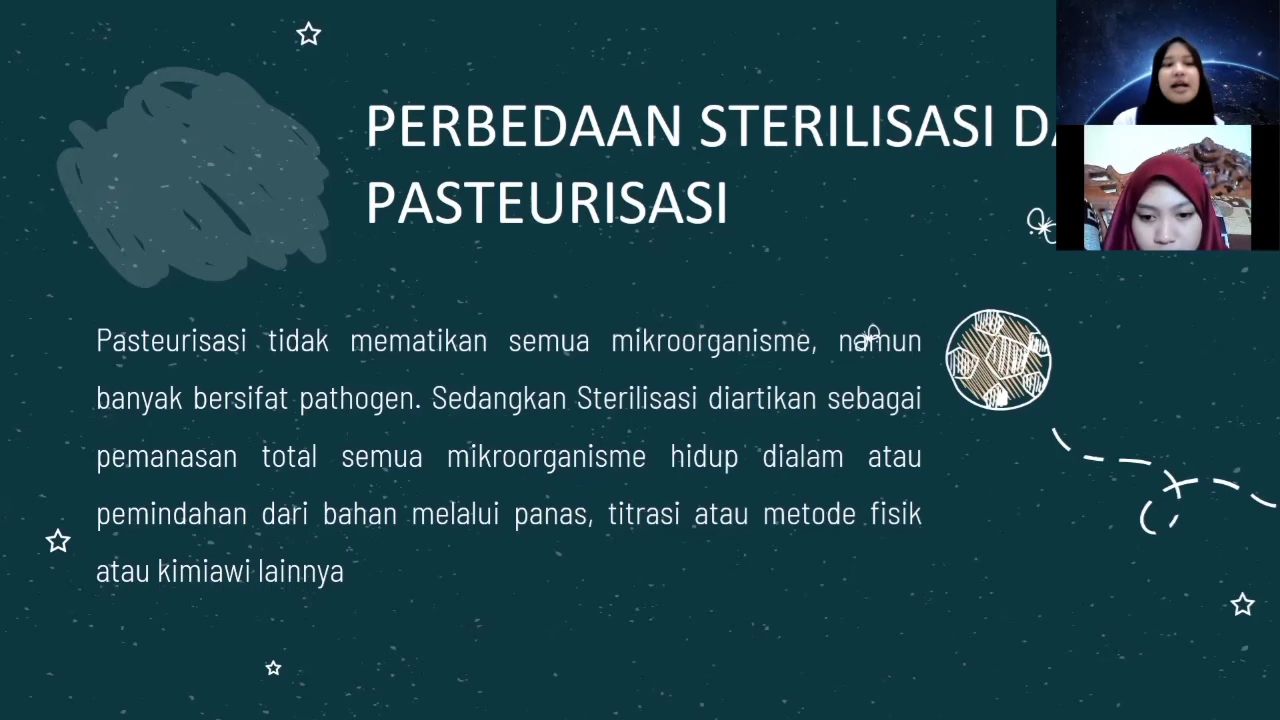 PERBEDAAN STERILISASI
PASTEURISASI
Pasteurisasi tidak mematikan semua mikroorganisme, namun
banyak bersifat pathogen. Sedangkan Sterilisasi diartikan sebagai
pemanasan total semua mikroorganisme hidup dialam atau
pemindahan dari bahan melalui panas, titrasi atau metode fisik
atau kimiawi lainnya